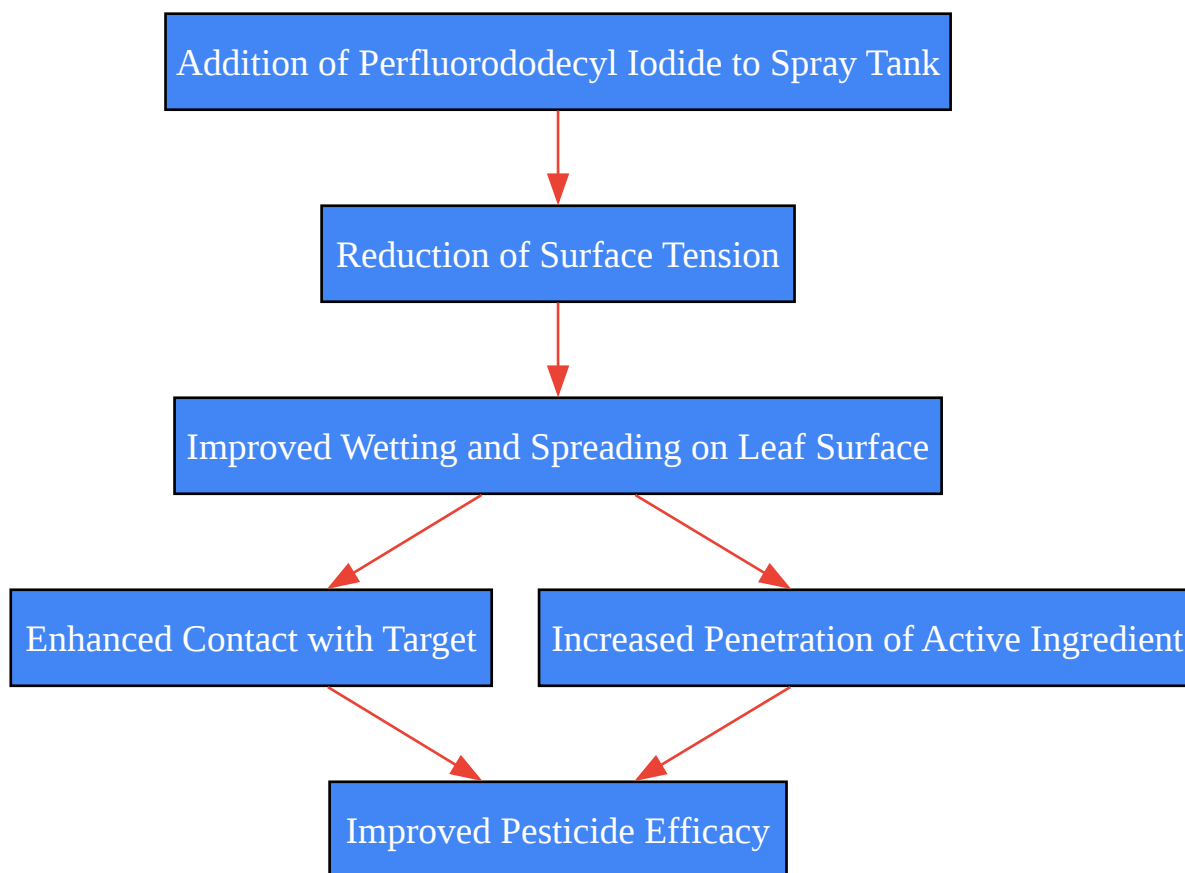 Addition of Perfluorododecyl Iodide to Spray Tank
Reduction of Surface Tension
Improved Wetting and Spreading on Leaf Surface
Enhanced Contact with Target
Increased Penetration of Active Ingredient
Improved Pesticide Efficacy